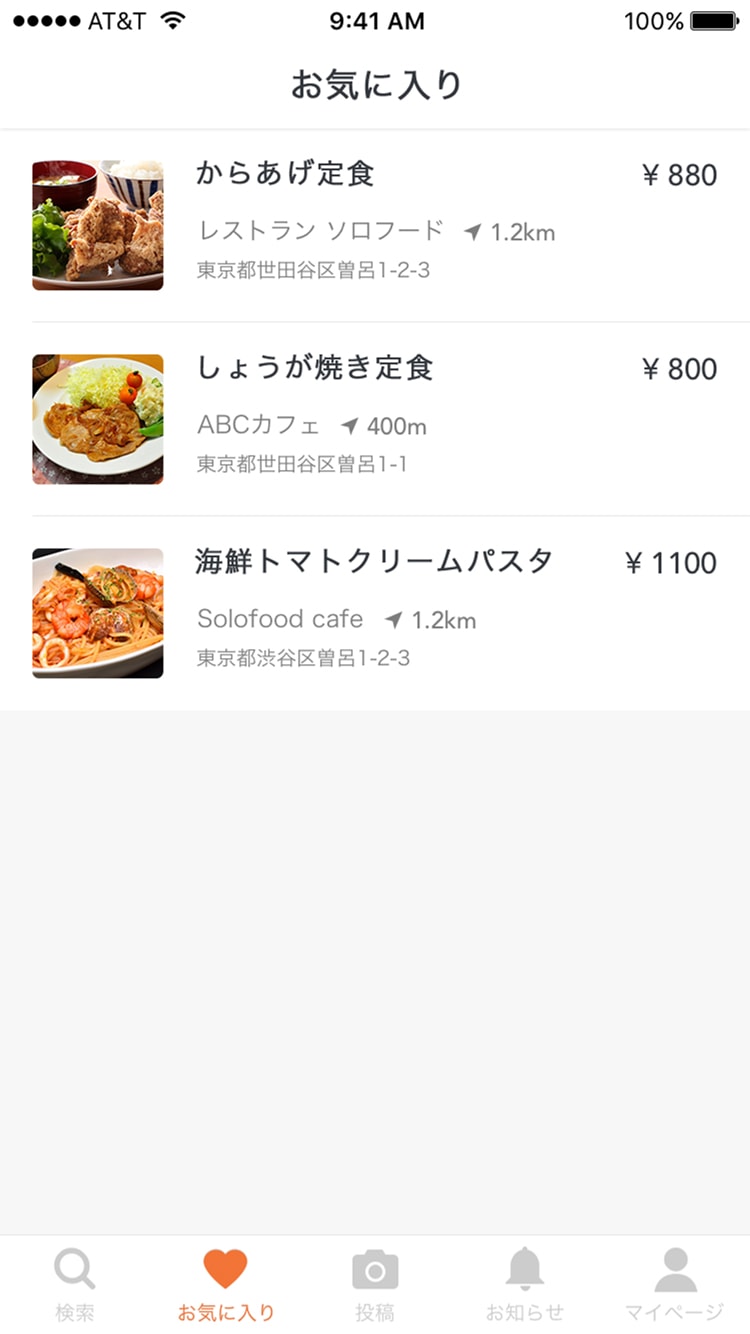 AT&T 9:41 AM 100%
お気に入り
からあげ定食 ¥ 880
レストラン ソロフード 1.2km
東京都世田谷区曽呂1-2-3
しょうが焼き定食 ¥ 800
ABCカフェ 400m
東京都世田谷区曽呂1-1
海鮮トマトクリームパスタ ¥ 1100
Solofood cafe 1.2km
東京都渋谷区曽呂1-2-3
検索 お気に入り 投稿 お知らせ マイページ